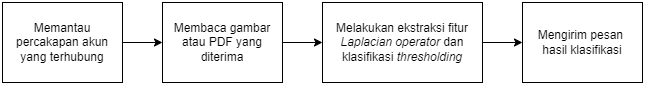 Memantau
percakapan akun
yang terhubung
Membaca gambar
atau PDF yang
diterima
Melakukan ekstraksi fitur
Laplacian operator dan
klasifikasi thresholding
Mengirim pesan
hasil klasifikasi